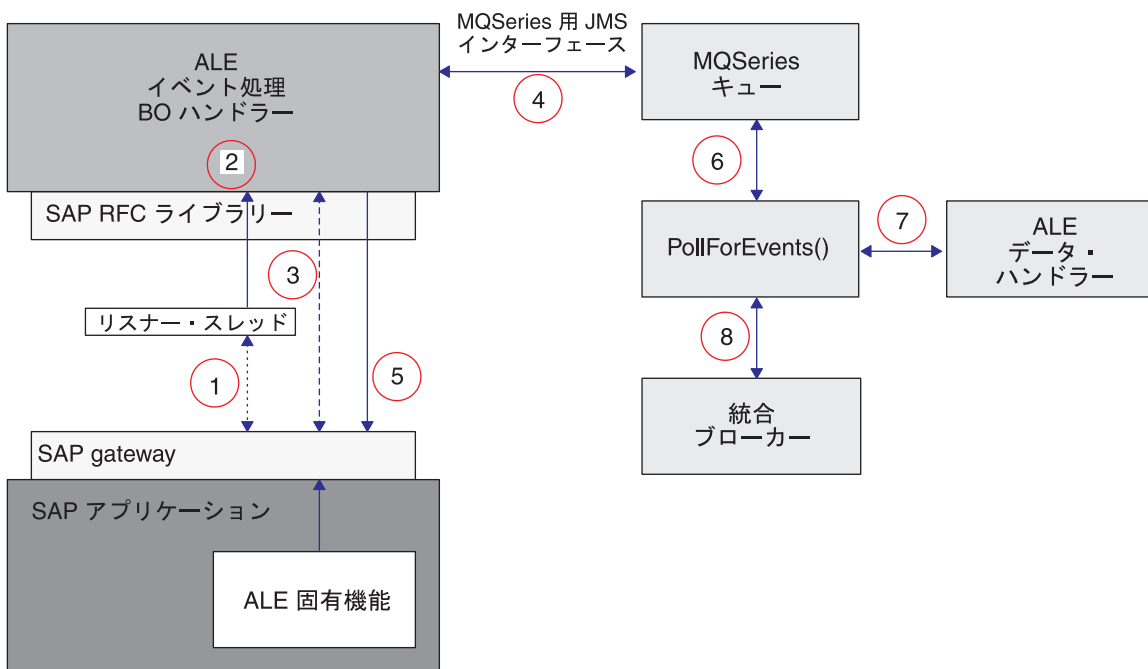 MQSeries 用 JMS
インターフェース
ALE
イベント処理
BO ハンドラー
2
SAP RFC ライブラリー
4
MQSeries
キュー
6
3
PollForEvents()
7
ALE
データ・
ハンドラー
リスナー・スレッド
1
5
8
統合
ブローカー
SAP gateway
SAP アプリケーション
ALE 固有機能